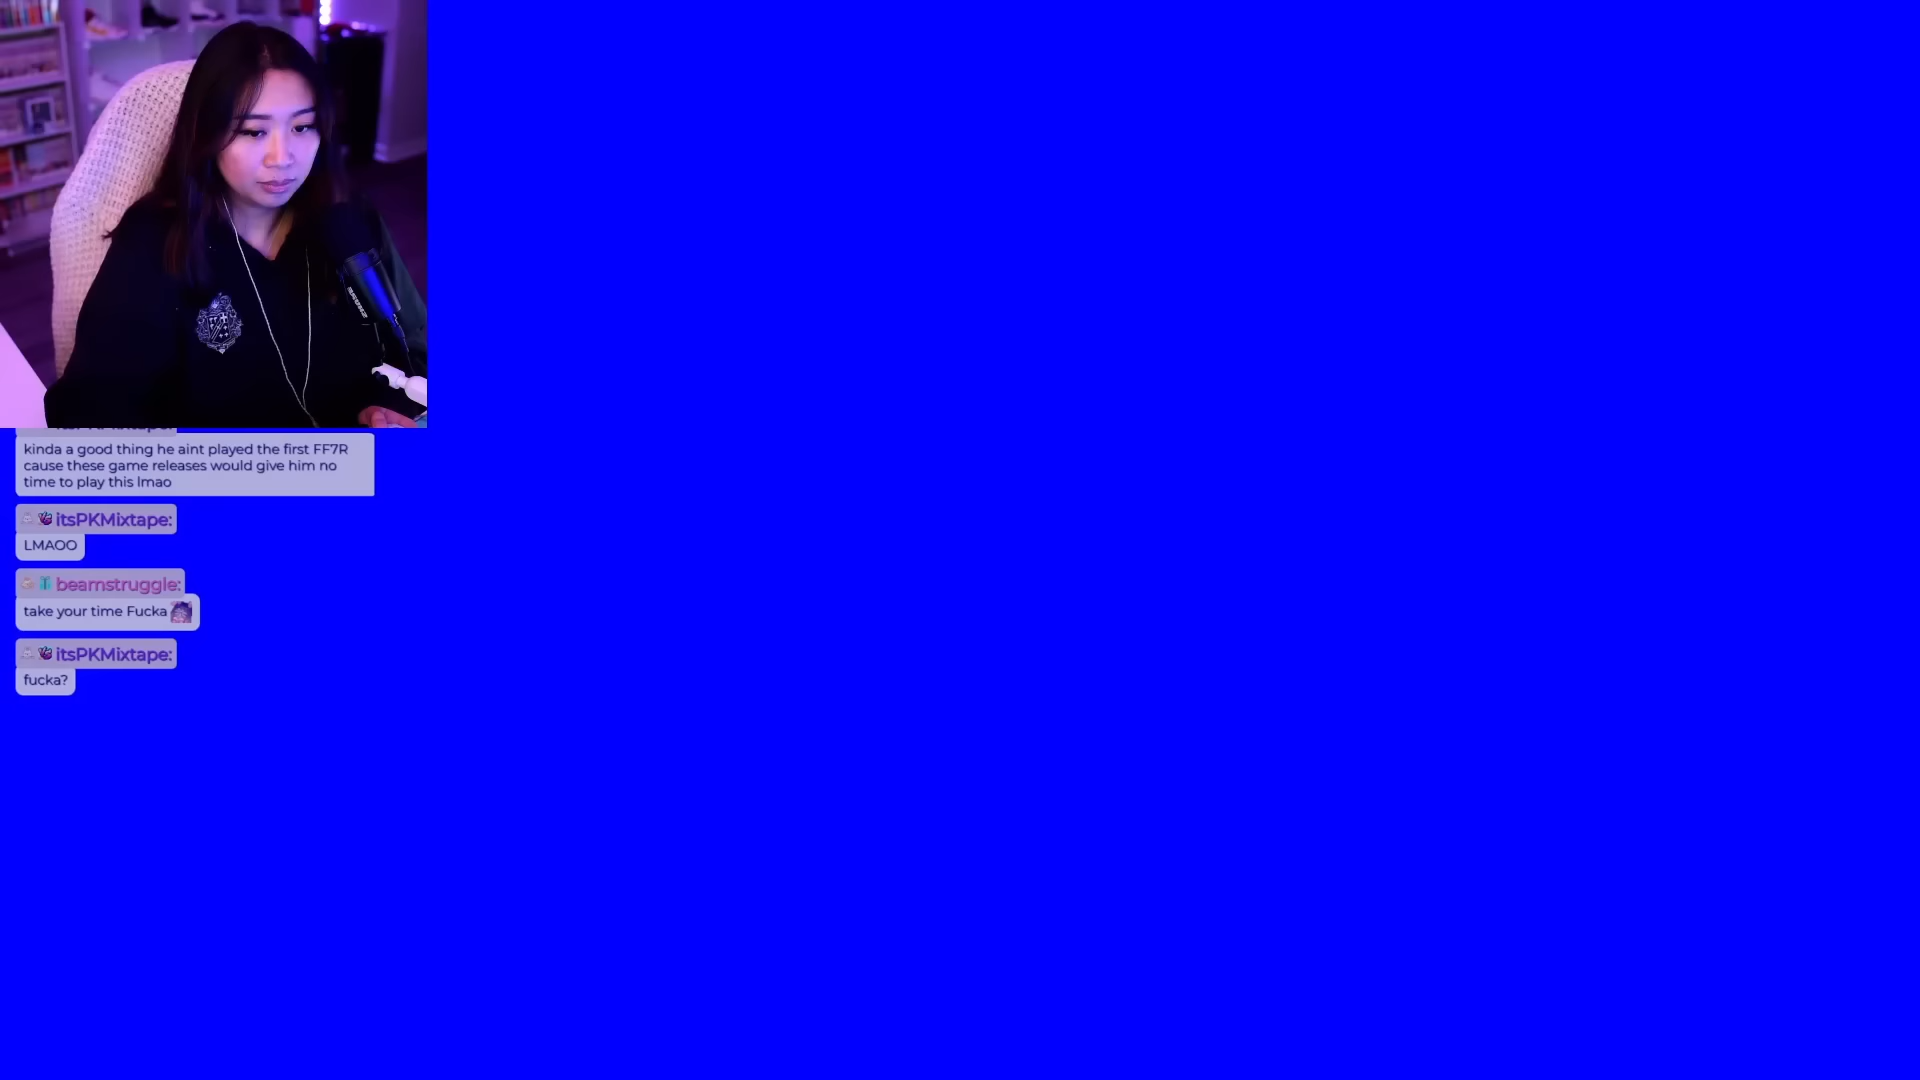 kinda a good thing he aint played the first FF7R
cause these game releases would give him no
time to play this lmao
itsPKMixtape:
LMAOO
beamstruggle:
take your time Fucka
itsPKMixtape:
fucka?